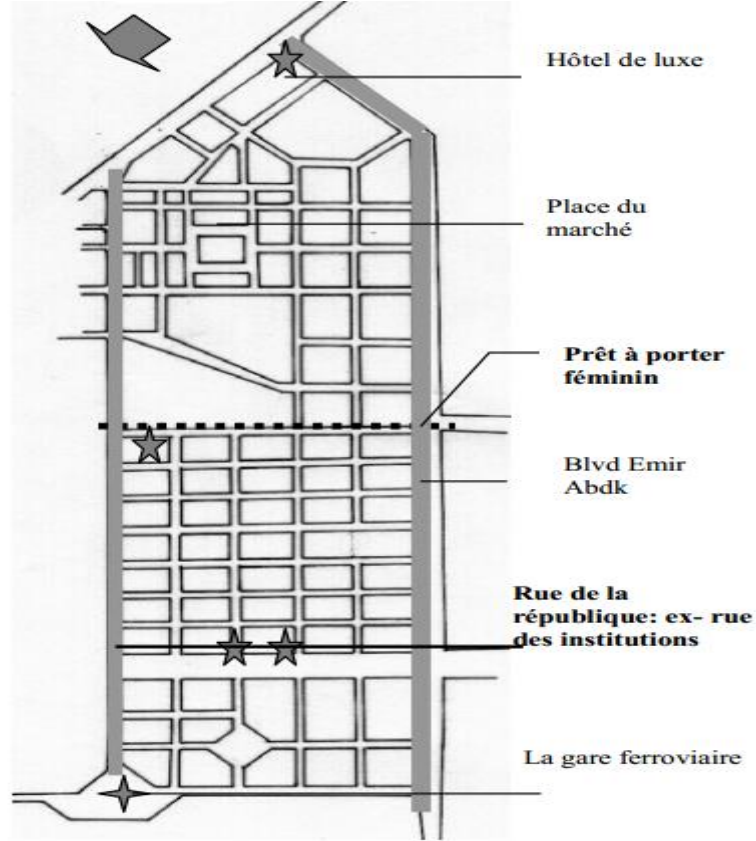 Hôtel de luxe
Place du
marché
Prêt à porter
féminin
Blvd Emir
Abdk
Rue de la
république: ex- rue
des institutions
La gare ferroviaire